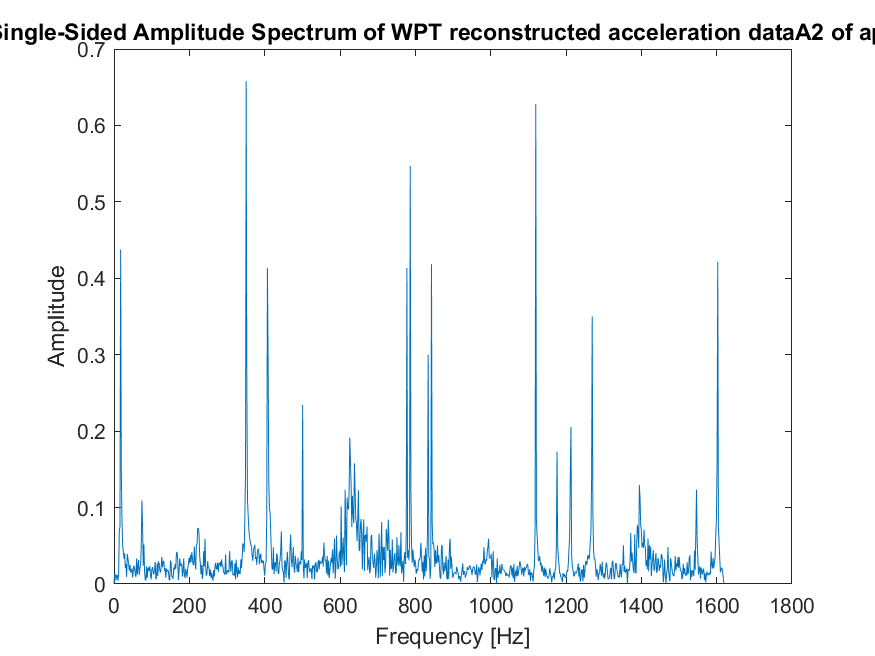 Single-Sided Amplitude Spectrum of WPT reconstructed acceleration dataA2 of
0.7
0.6
0.5
0.4
0.3
0.2
0.1
0
Amplitude
0 200 400 600 800 1000 1200 1400 1600 1800
Frequency [Hz]